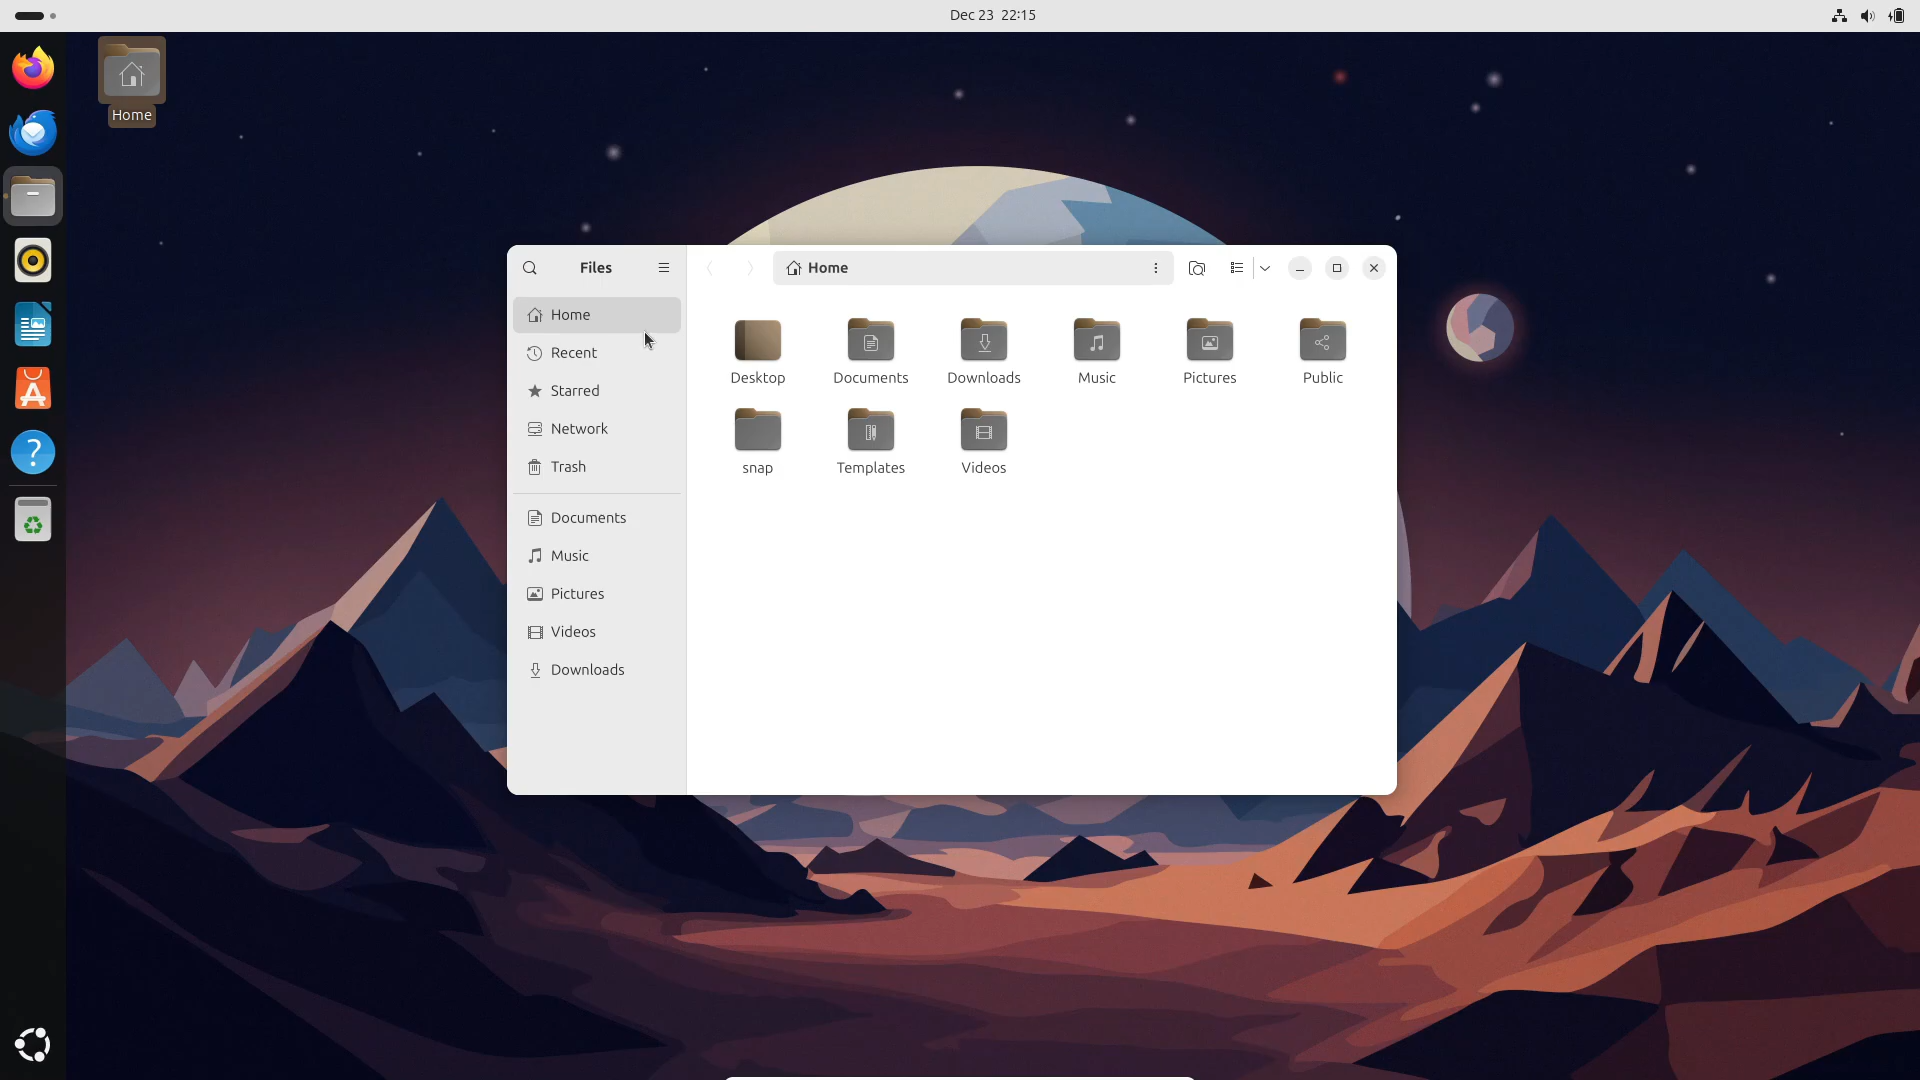 Dec 23 22:15
Home
Files
Home
Home
Recent
Starred
Network
Trash
Documents
Music
Pictures
Videos
Downloads
Desktop
Documents
Downloads
Music
Pictures
Public
snap
Templates
Videos